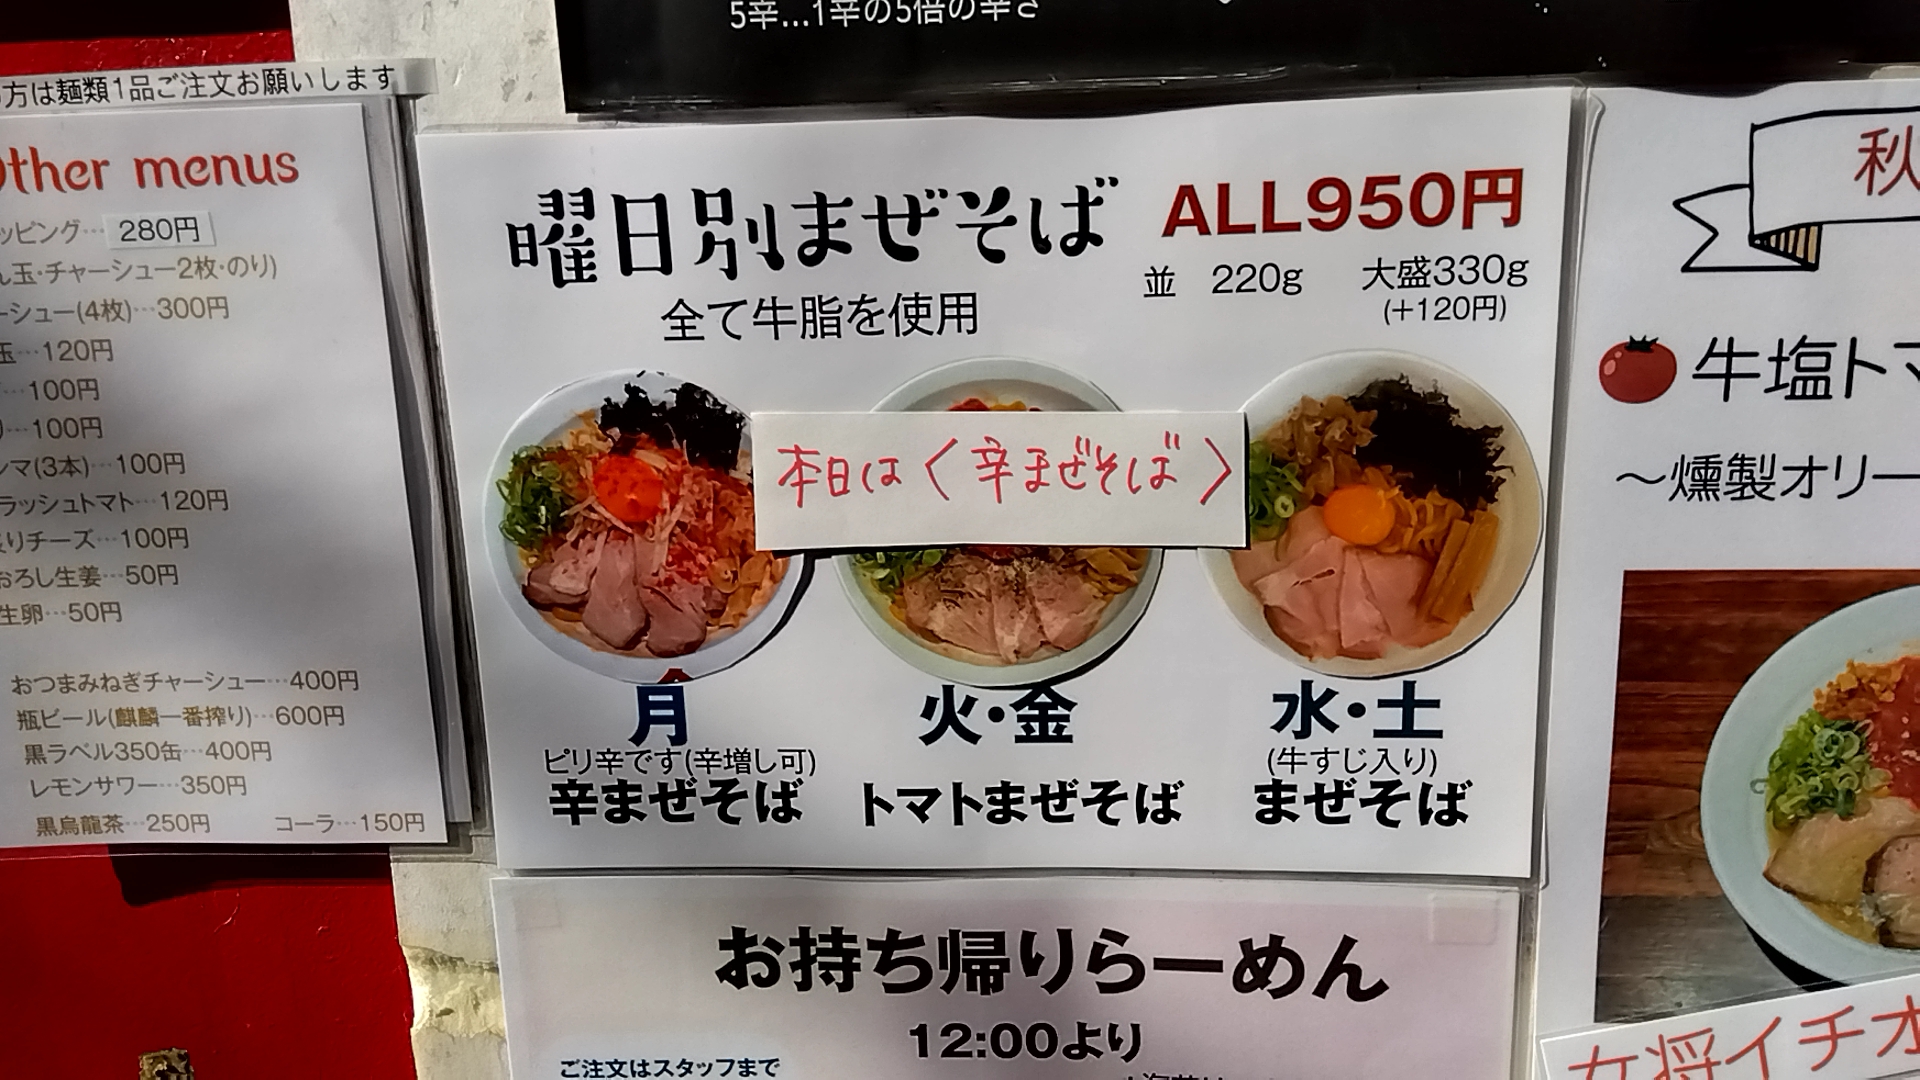 5辛…1辛の5倍の辛さ
方は麺類1品ご注文お願いします
Other menus
ッピング…280円
玉・チャーシュー2枚・のり)
ーシュー(4枚)…300円
玉…120円
…100円
…100円
ンマ(3本)…100円
ラッシュトマト…120円
りチーズ…100円
おろし生姜…50円
生卵…50円
おつまみねぎチャーシュー…400円
瓶ビール(麒麟一番搾り)…600円
黒ラベル350缶…400円
レモンサワー…350円
黒烏龍茶…250円 コーラ…150円
曜日別まぜそば ALL950円
並 220g 大盛330g
(+120円)
全て牛脂を使用
本日は〈辛まぜそば〉
月 火・金 水・土
ピリ辛です(辛増し可) (牛すじ入り)
辛まぜそば トマトまぜそば まぜそば
お持ち帰りらーめん
12:00より
ご注文はスタッフまで
秋
牛塩トマ
〜燻製オリー
女将イチオ